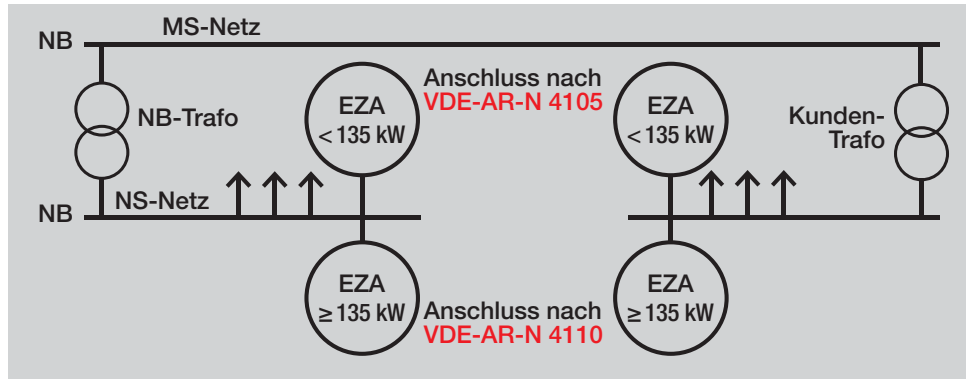 MS-Netz
NB
NB-Trafo
EZA
< 135 kW
Anschluss nach
VDE-AR-N 4105
EZA
< 135 kW
Kunden-
Trafo
NS-Netz
NB
EZA
≥ 135 kW
Anschluss nach
VDE-AR-N 4110
EZA
≥ 135 kW